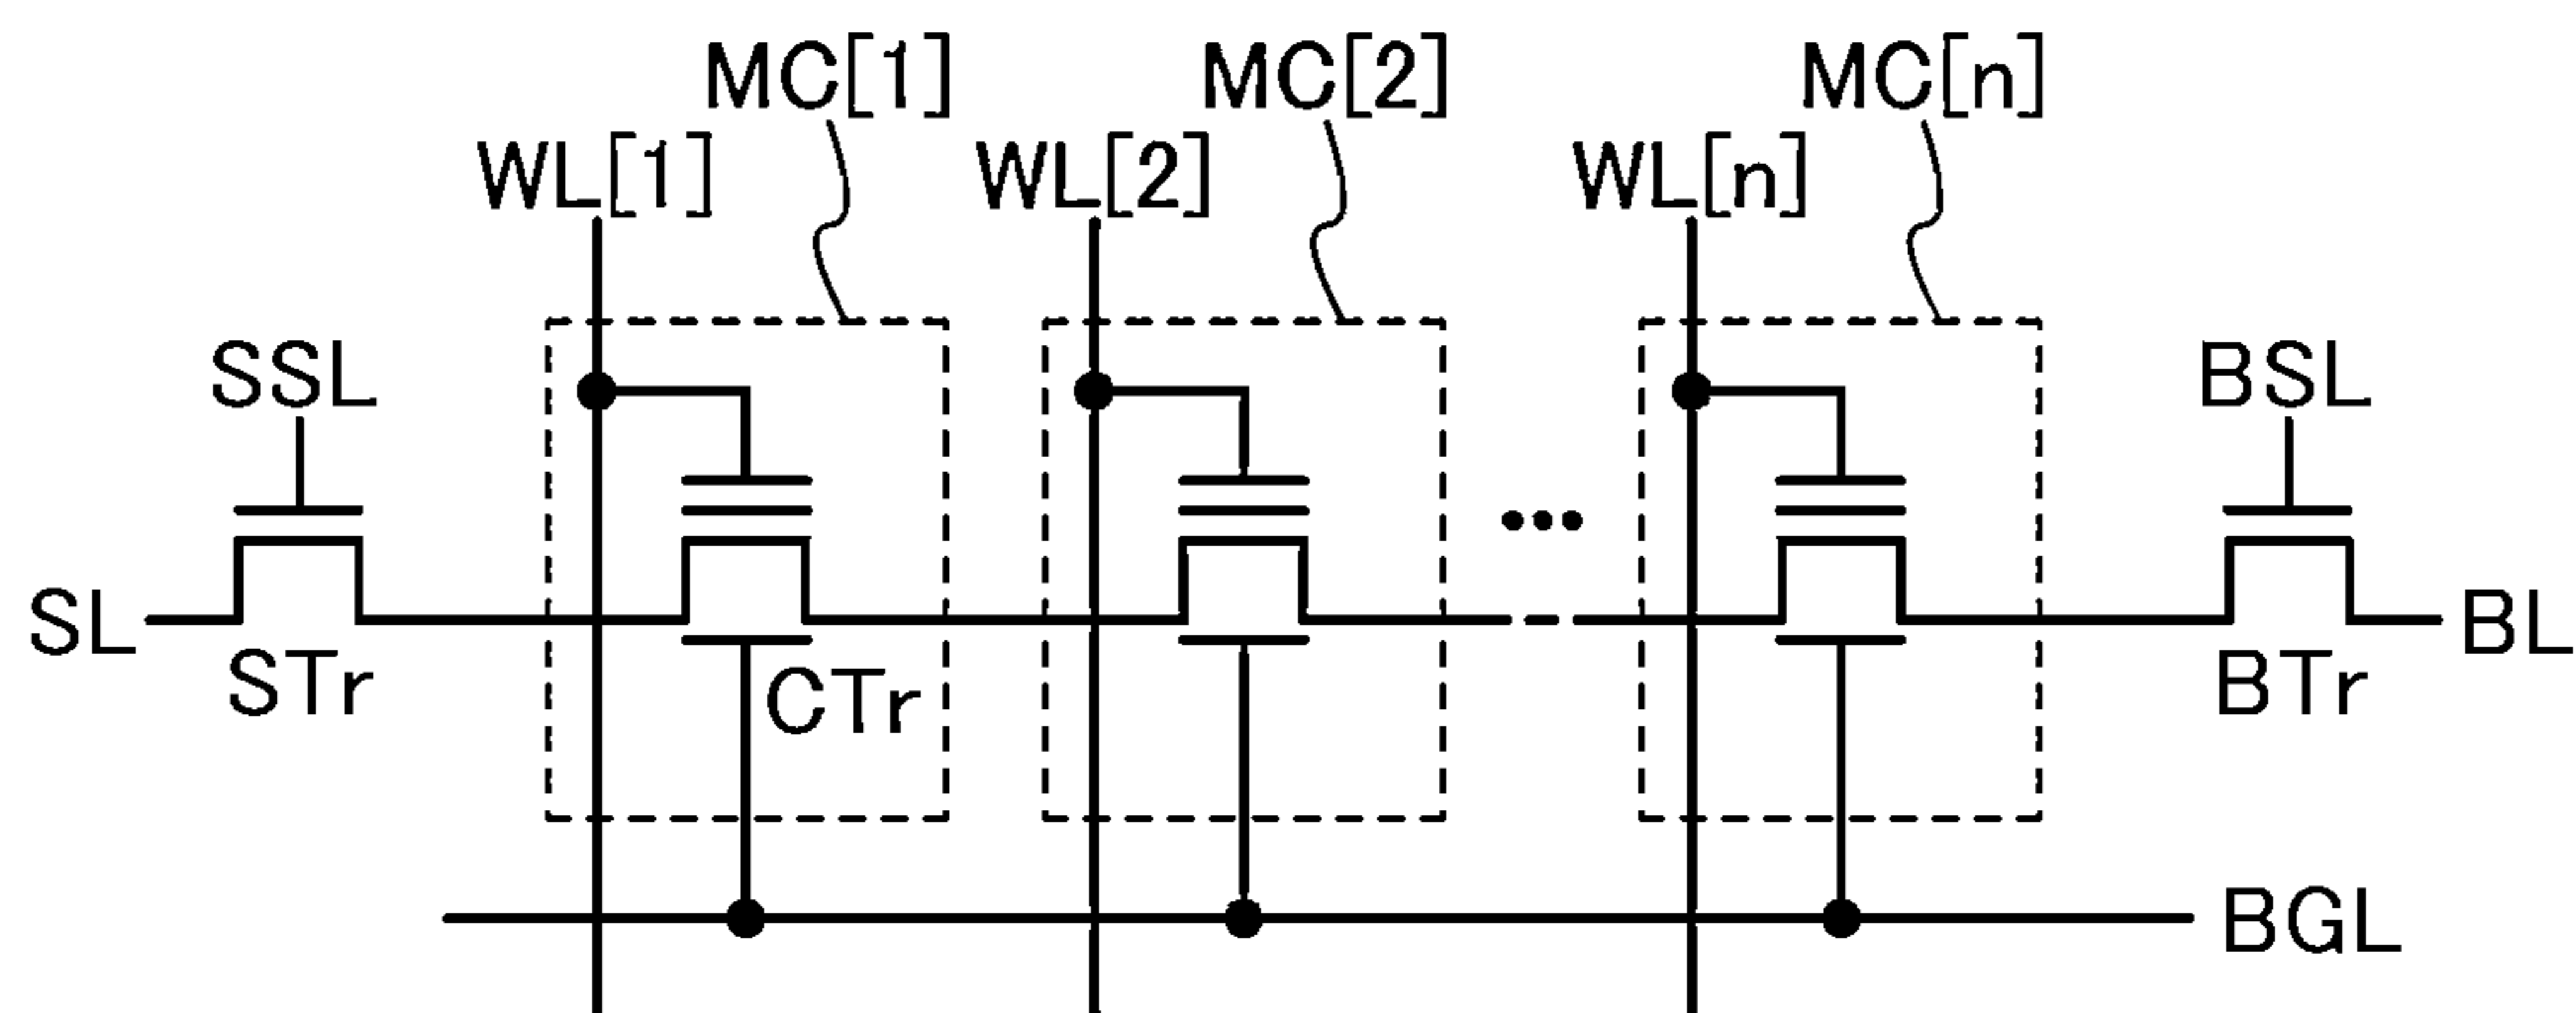 MC[1] MC[2] MC[n]
WL[1] WL[2] WL[n]
SSL BSL
SL BL
STr CTr BTr
BGL